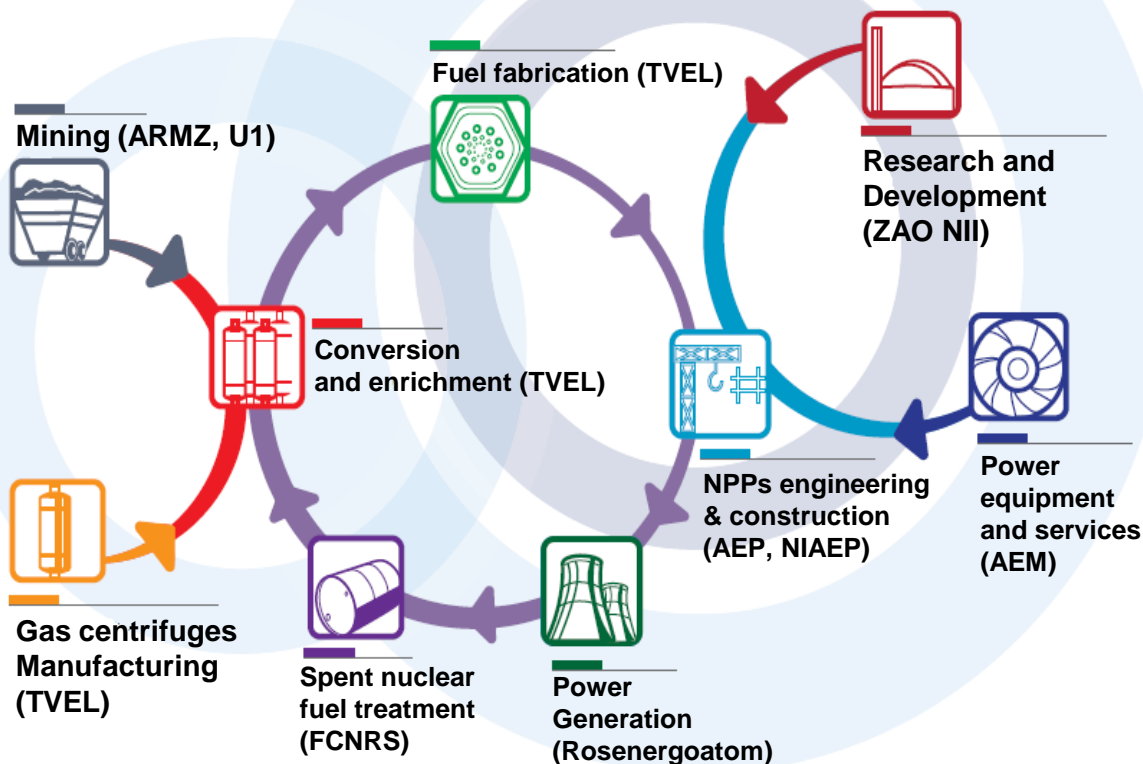 Fuel fabrication (TVEL)
Mining (ARMZ, U1)
Research and
Development
(ZAO NII)
Conversion
and enrichment (TVEL)
NPPs engineering
& construction
(AEP, NIAEP)
Power
equipment
and services
(AEM)
Gas centrifuges
Manufacturing
(TVEL)
Spent nuclear
fuel treatment
(FCNRS)
Power
Generation
(Rosenergoatom)